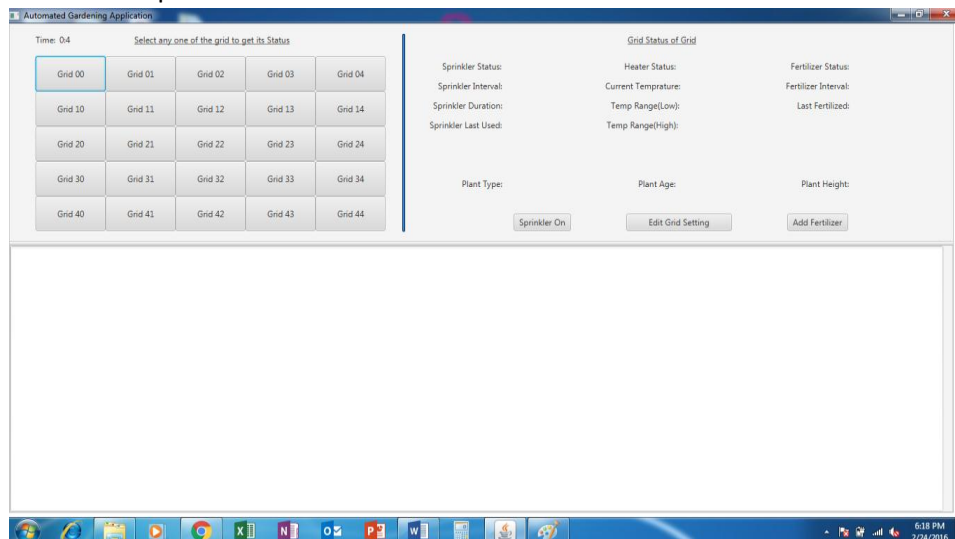 Automated Gardening Application
Time: 0:4
Select any one of the grid to get its Status
Grid 00 Grid 01 Grid 02 Grid 03 Grid 04
Grid 10 Grid 11 Grid 12 Grid 13 Grid 14
Grid 20 Grid 21 Grid 22 Grid 23 Grid 24
Grid 30 Grid 31 Grid 32 Grid 33 Grid 34
Grid 40 Grid 41 Grid 42 Grid 43 Grid 44
Grid Status of Grid
Sprinkler Status: Heater Status: Fertilizer Status:
Sprinkler Interval: Current Temprature: Fertilizer Interval:
Sprinkler Duration: Temp Range(Low): Last Fertilized:
Sprinkler Last Used: Temp Range(High):
Plant Type: Plant Age: Plant Height:
Sprinkler On Edit Grid Setting Add Fertilizer
6:18 PM
2/24/2016